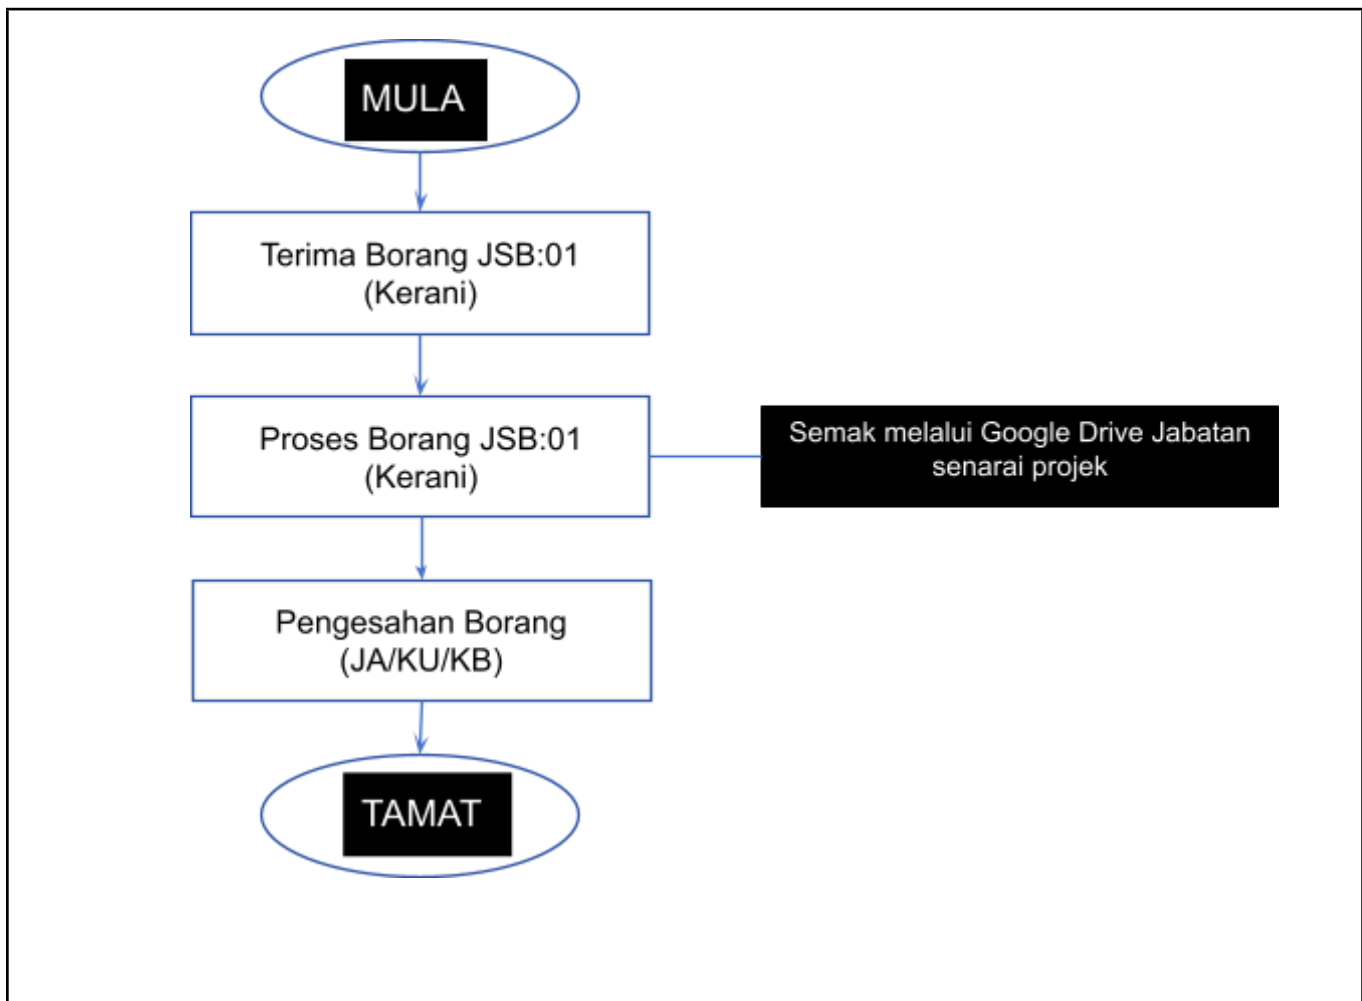 MULA
Terima Borang JSB:01
(Kerani)
Proses Borang JSB:01
(Kerani)
Semak melalui Google Drive Jabatan
senarai projek
Pengesahan Borang
(JA/KU/KB)
TAMAT